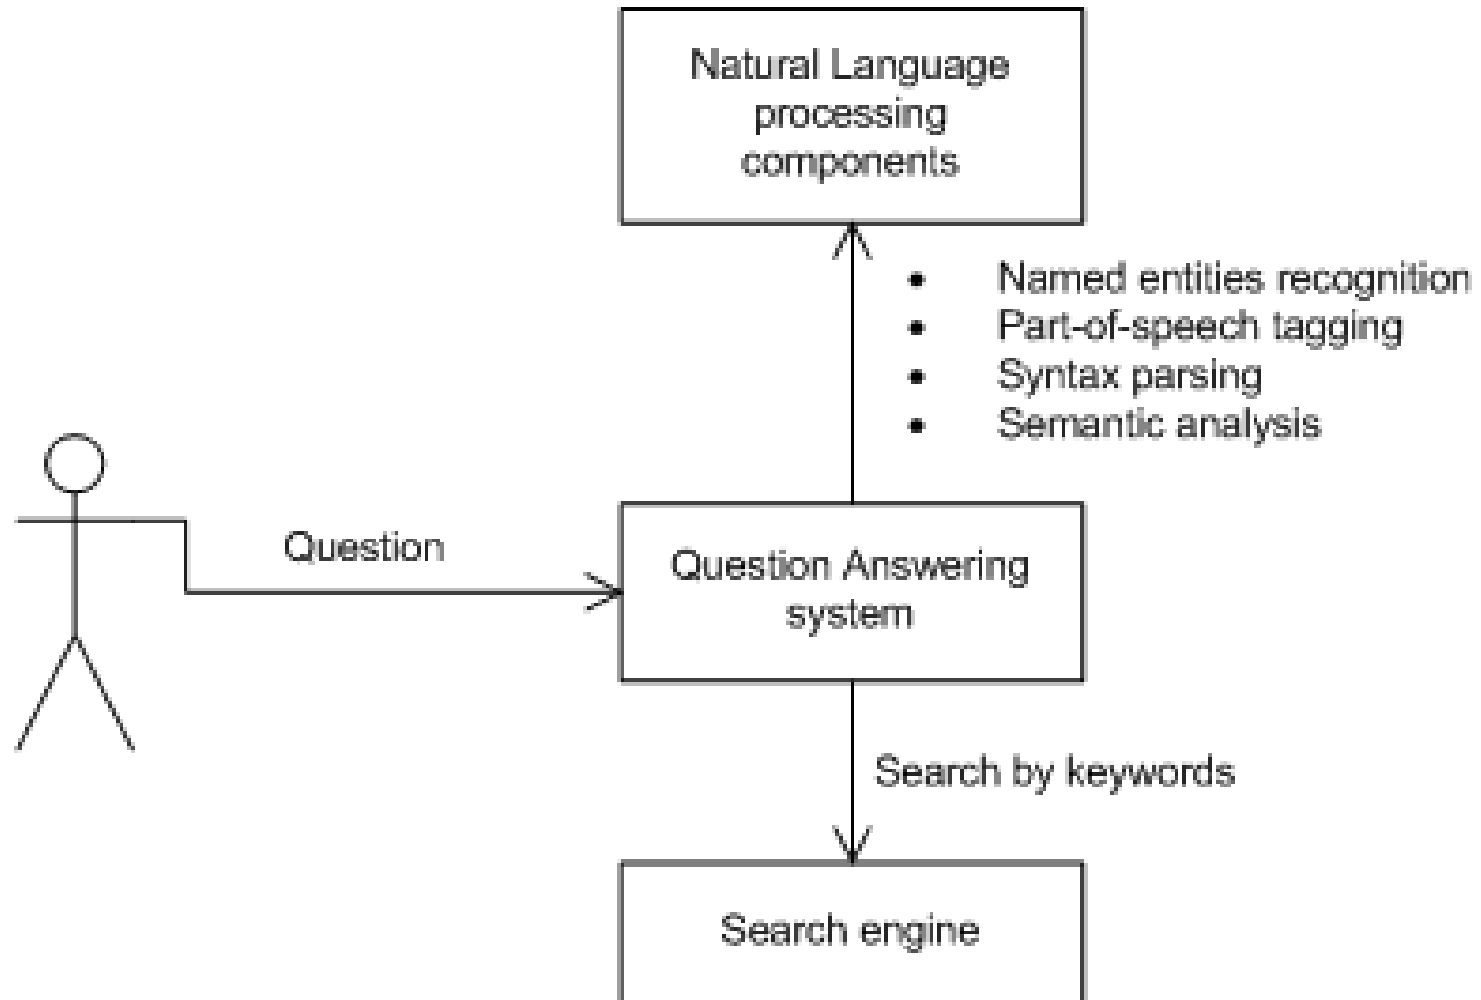 Natural Language
processing
components
• Named entities recognition
• Part-of-speech tagging
• Syntax parsing
• Semantic analysis
Question
Question Answering
system
Search by keywords
Search engine